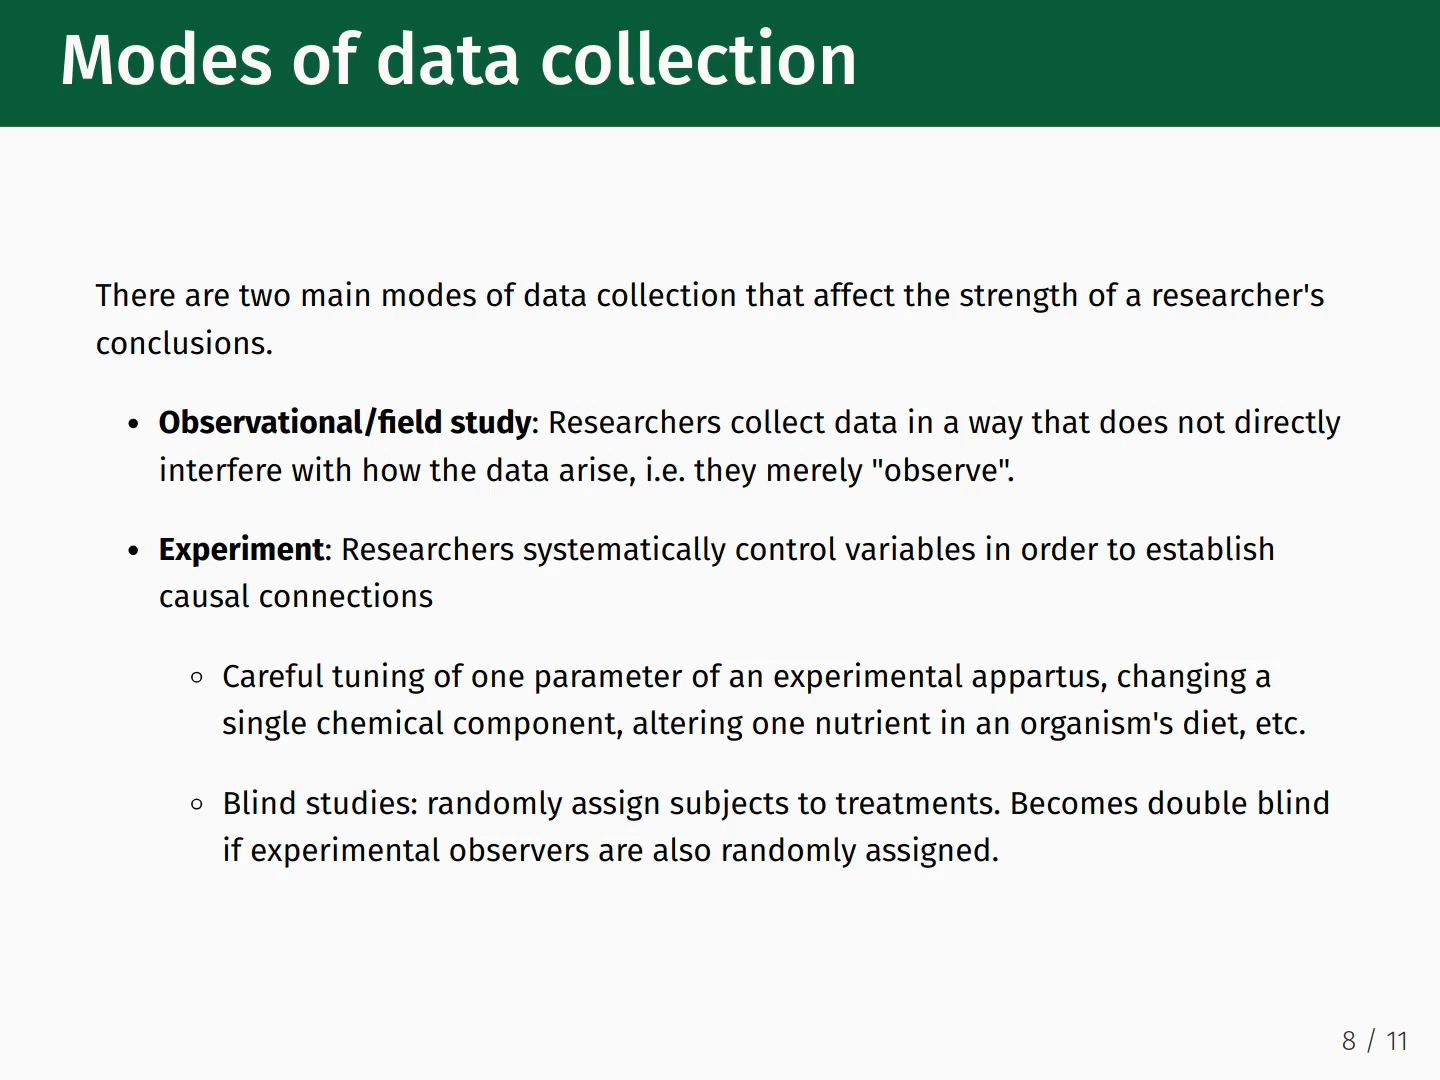 Modes of data collection
There are two main modes of data collection that affect the strength of a researcher's
conclusions.
• Observational/field study: Researchers collect data in a way that does not directly
interfere with how the data arise, i.e. they merely "observe".
• Experiment: Researchers systematically control variables in order to establish
causal connections
◦ Careful tuning of one parameter of an experimental appartus, changing a
single chemical component, altering one nutrient in an organism's diet, etc.
◦ Blind studies: randomly assign subjects to treatments. Becomes double blind
if experimental observers are also randomly assigned.
8 / 11